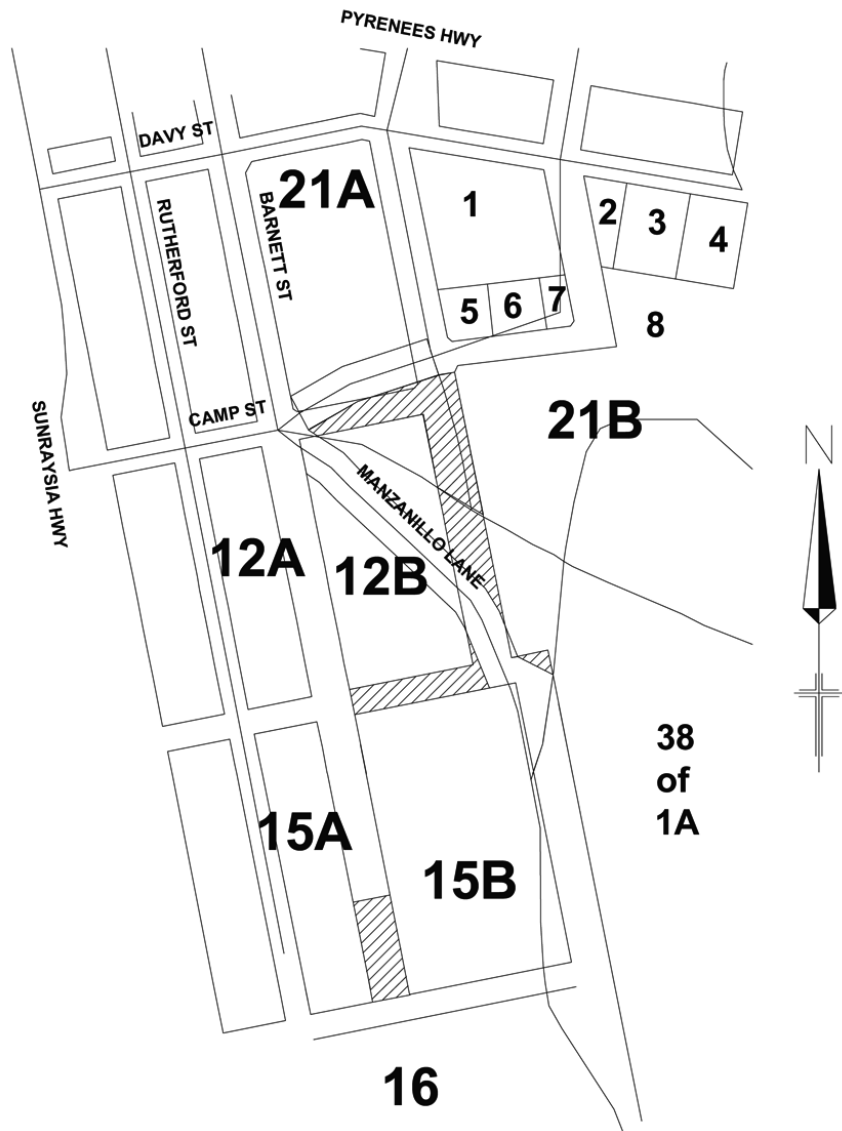 PYRENEES HWY
DAVY ST
21A
1
2
3
4
RUTHERFORD ST
BARNETT ST
5
6
7
8
SUNRAYSIA HWY
CAMP ST
21B
N
MANZANILLO LANE
12A
12B
38
of
1A
15A
15B
16